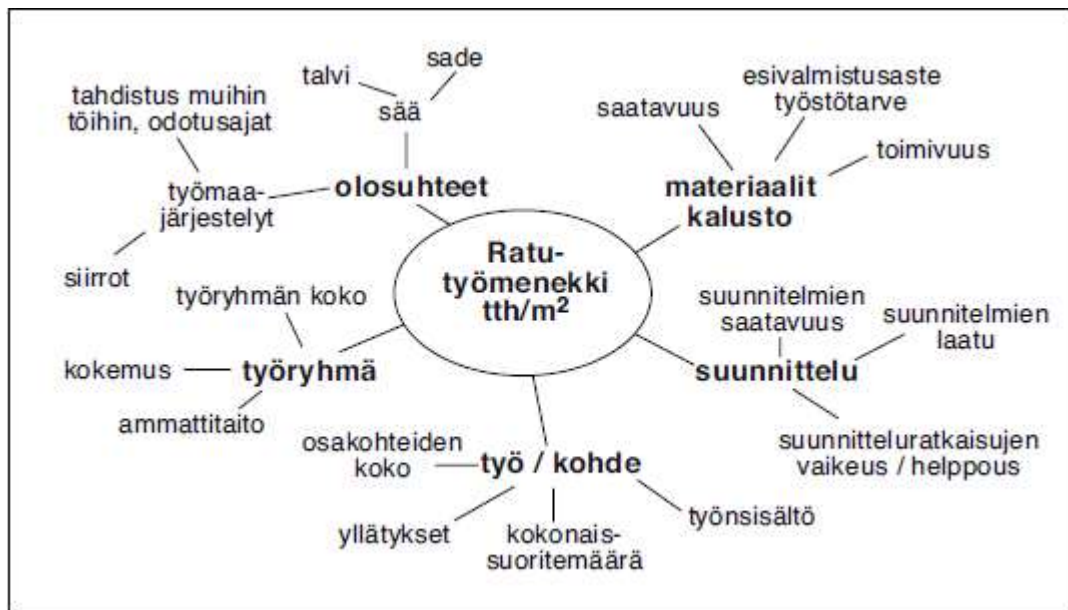 sade
talvi
sää
tahdistus muihin
töihin, odotusajat
olosuhteet
työmaa-
järjestelyt
siirrot
esivalmistusaste
työstötarve
saatavuus
toimivuus
materiaalit
kalusto
Ratu-
työmenekki
tth/m²
työryhmän koko
kokemus
työryhmä
ammattitaito
suunnitelmien
saatavuus
suunnitelmien
laatu
suunnittelu
suunnitteluratkaisujen
vaikeus / helppous
osakohteiden
koko
työ / kohde
yllätykset
kokonais-
suoritemäärä
työnsisältö